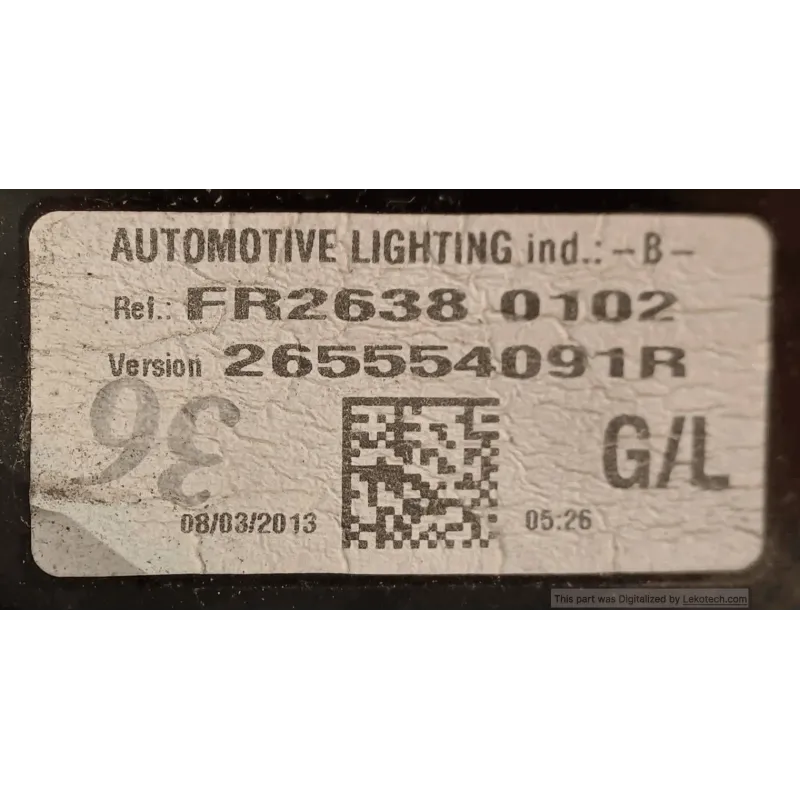 AUTOMOTIVE LIGHTING ind.: -B-
Ref.: FR2638 0102
Version 265554091R
36
G/L
08/03/2013 05:26
This part was Digitalized by Lekotech.com